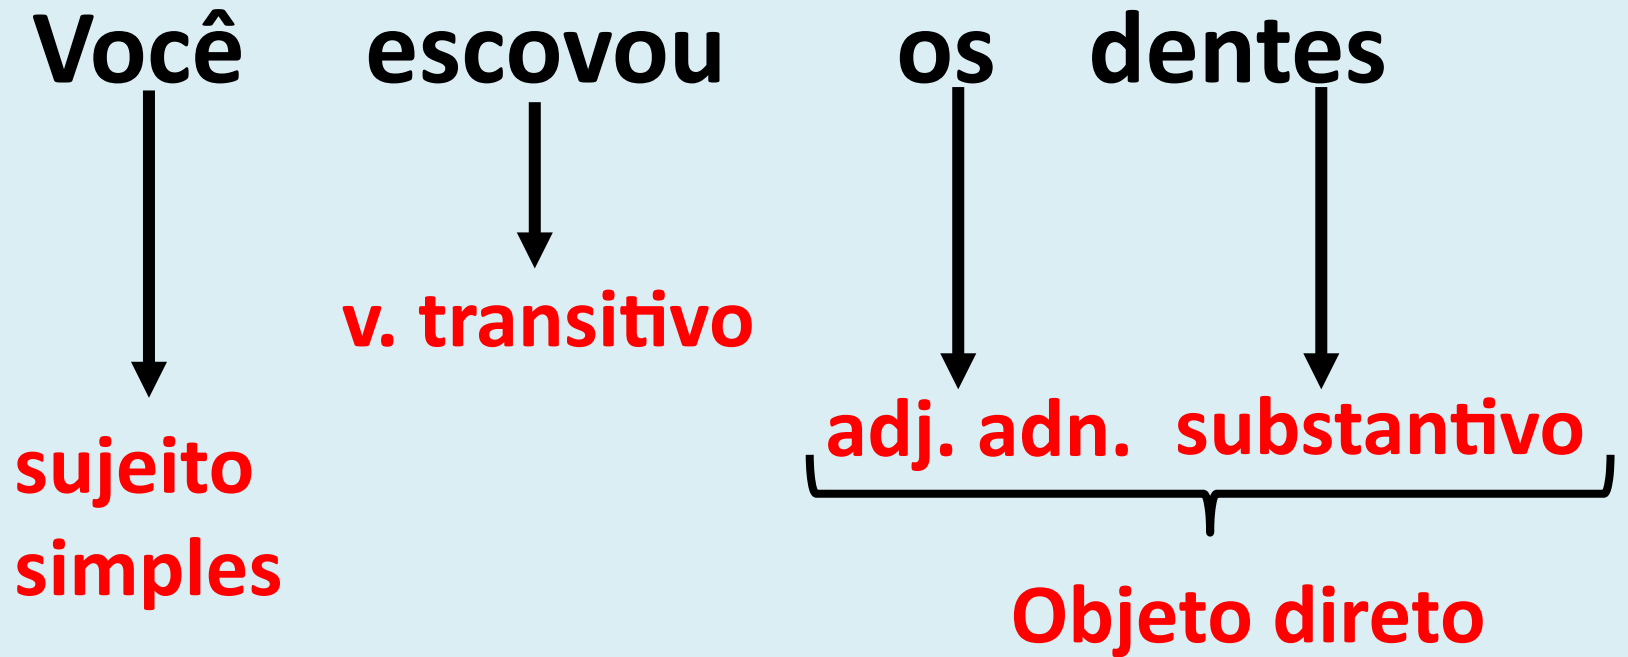 Você escovou os dentes
v. transitivo
adj. adn. substantivo
sujeito
simples
Objeto direto